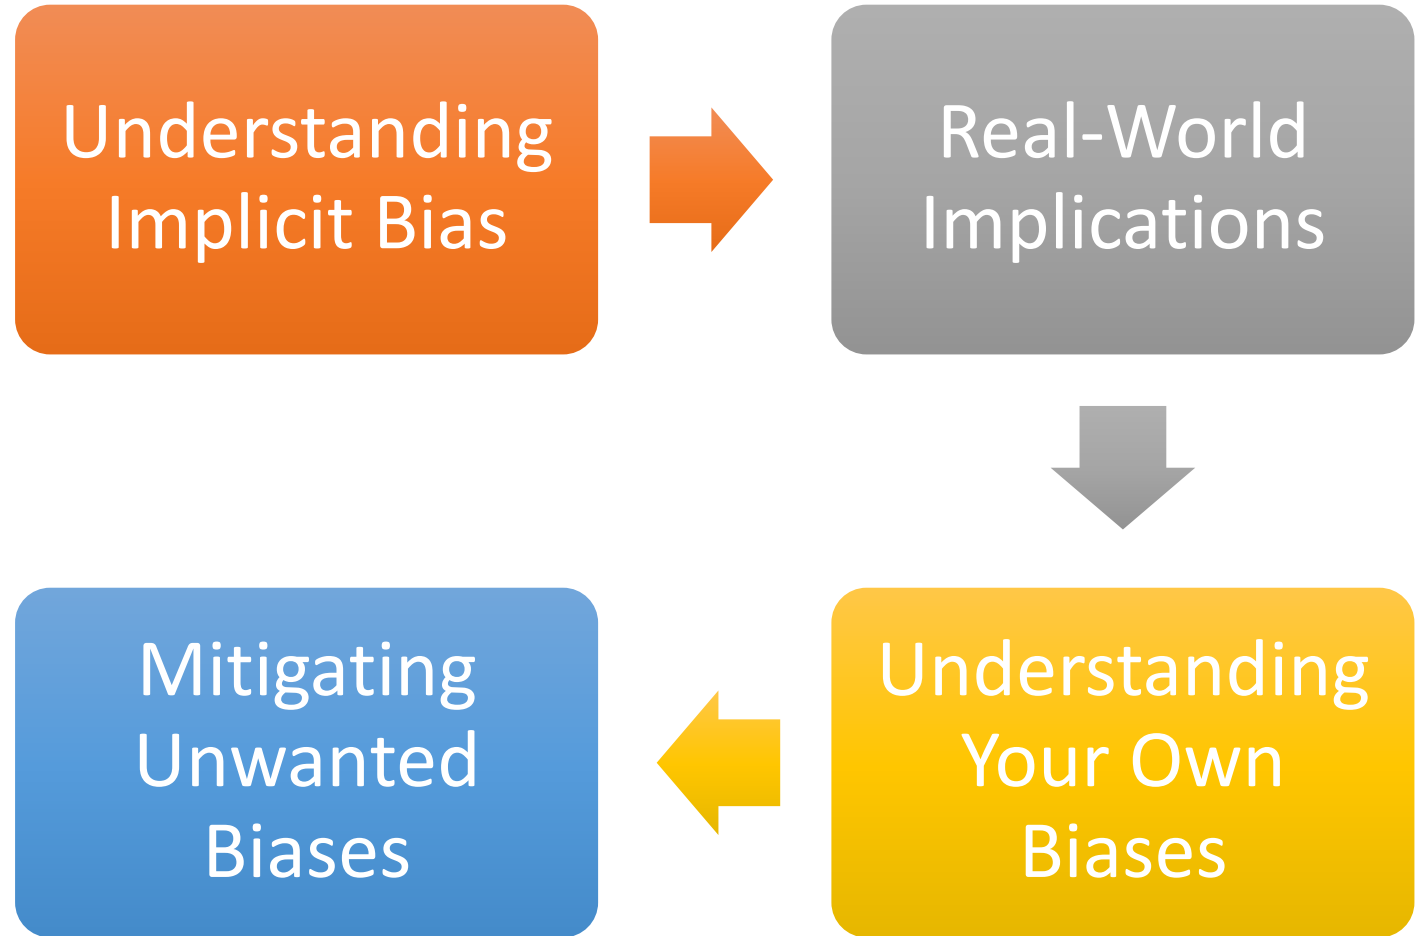 Understanding
Implicit Bias
Real-World
Implications
Understanding
Your Own
Biases
Mitigating
Unwanted
Biases